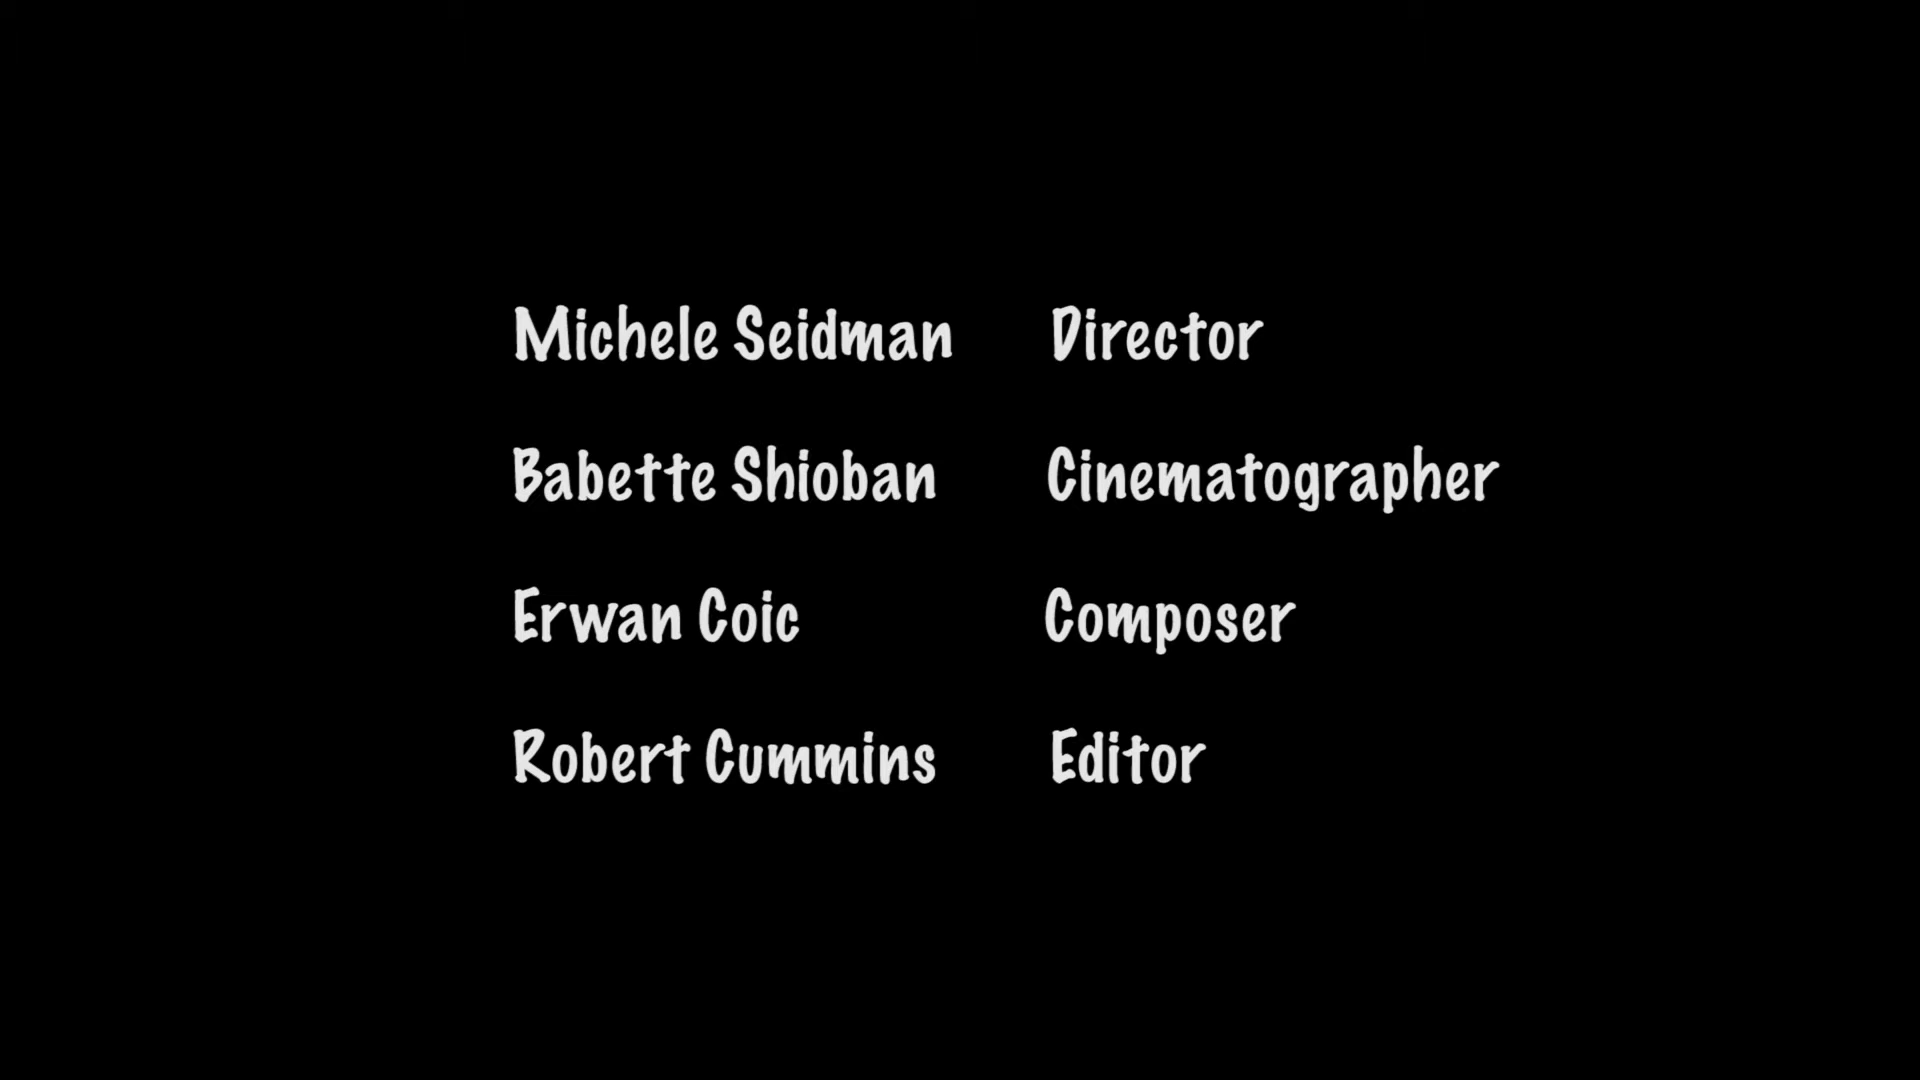 Michele Seidman Director
Babette Shioban Cinematographer
Erwan Coic Composer
Robert Cummins Editor